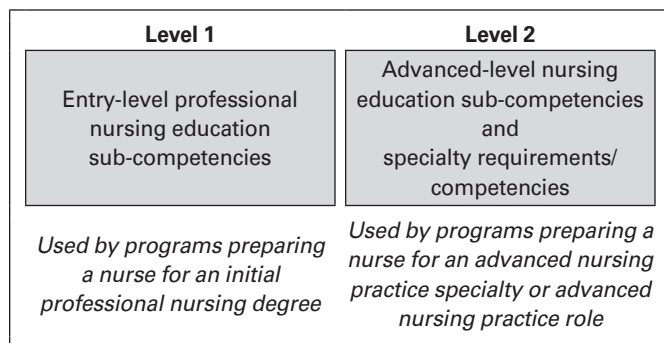 Level 1
Entry-level professional
nursing education
sub-competencies
Used by programs preparing
a nurse for an initial
professional nursing degree
Level 2
Advanced-level nursing
education sub-competencies
and
specialty requirements/
competencies
Used by programs preparing a
nurse for an advanced nursing
practice specialty or advanced
nursing practice role